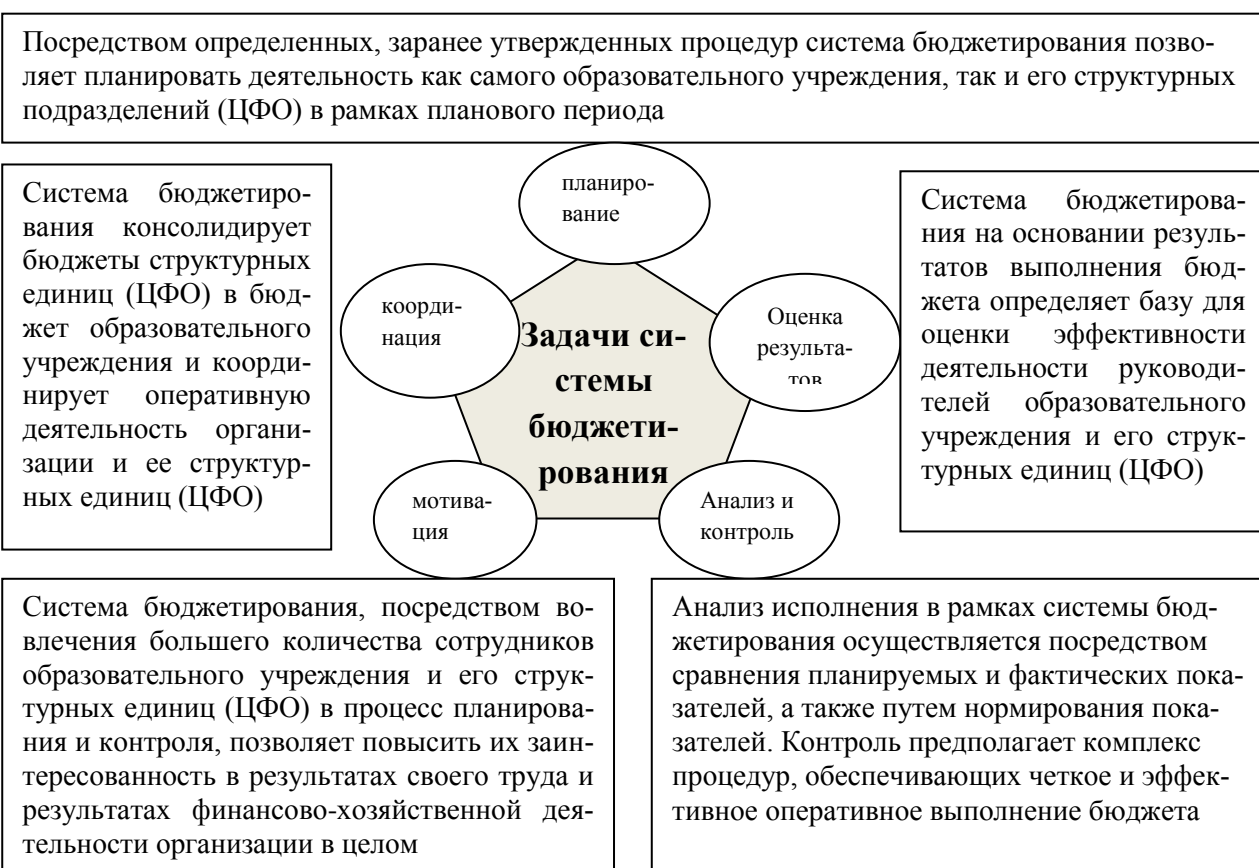 Посредством определенных, заранее утвержденных процедур система бюджетирования позво-
ляет планировать деятельность как самого образовательного учреждения, так и его структурных
подразделений (ЦФО) в рамках планового периода
Система бюджетиро-
вания консолидирует
бюджеты структурных
единиц (ЦФО) в бюд-
жет образовательного
учреждения и коорди-
нирует оперативную
деятельность органи-
зации и ее структур-
ных единиц (ЦФО)
планиро-
вание
коорди-
нация
Задачи си-
стемы
бюджети-
рования
Оценка
результа-
тов
мотива-
ция
Анализ и
контроль
Система бюджетирова-
ния на основании резуль-
татов выполнения бюд-
жета определяет базу для
оценки эффективности
деятельности руководи-
телей образовательного
учреждения и его струк-
турных единиц (ЦФО)
Система бюджетирования, посредством во-
влечения большего количества сотрудников
образовательного учреждения и его струк-
турных единиц (ЦФО) в процесс планирова-
ния и контроля, позволяет повысить их заин-
тересованность в результатах своего труда и
результатах финансово-хозяйственной дея-
тельности организации в целом
Анализ исполнения в рамках системы бюд-
жетирования осуществляется посредством
сравнения планируемых и фактических пока-
зателей, а также путем нормирования пока-
зателей. Контроль предполагает комплекс
процедур, обеспечивающих четкое и эффек-
тивное оперативное выполнение бюджета